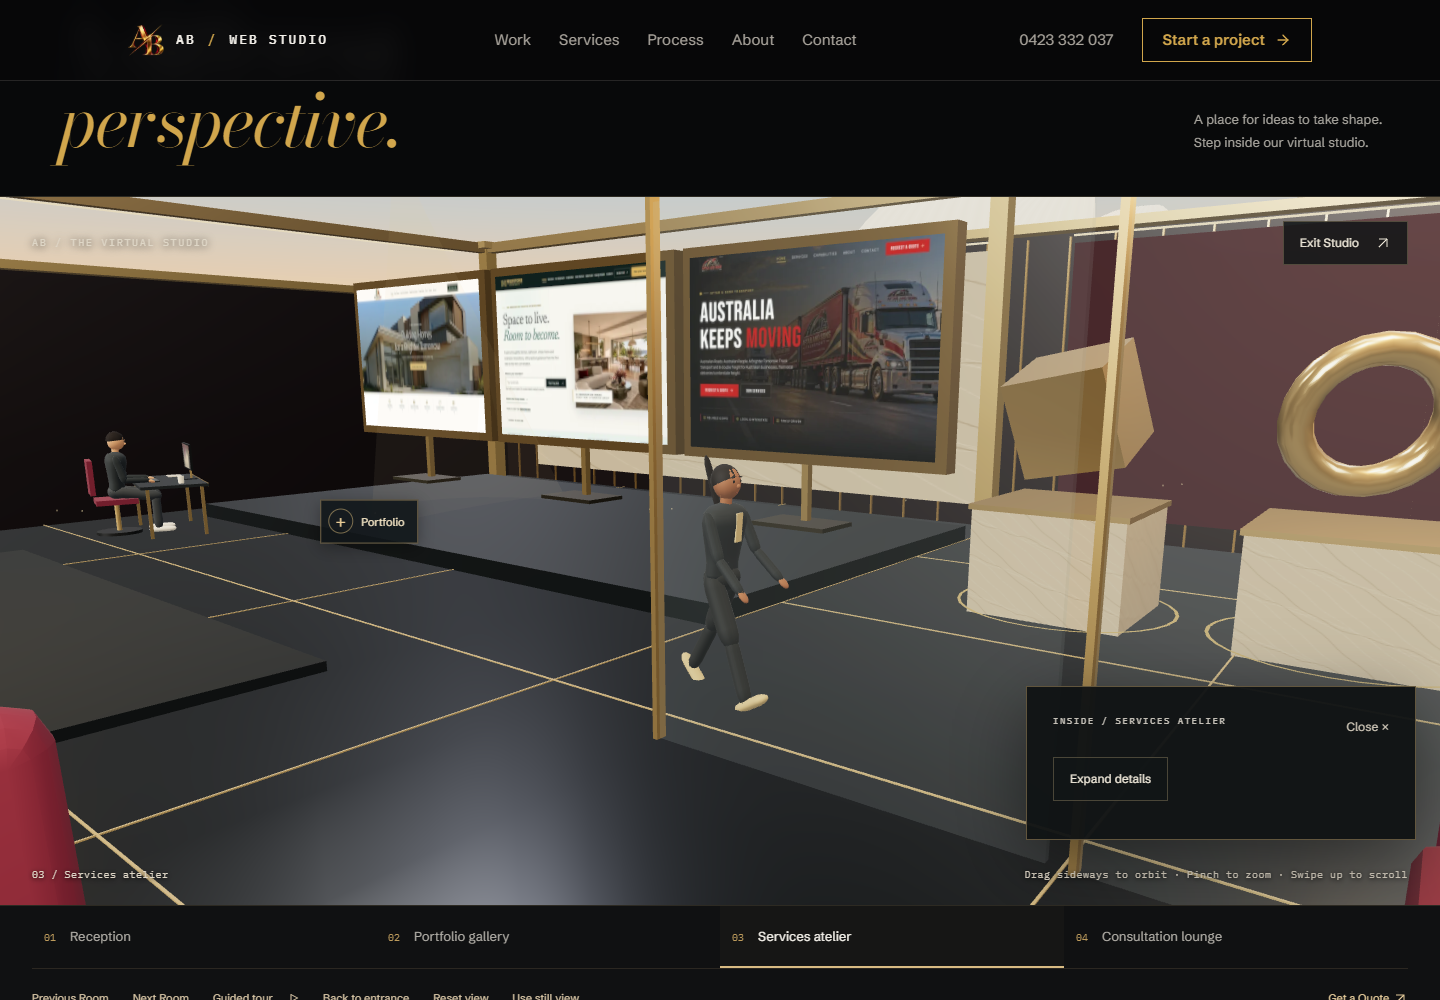 AB / WEB STUDIO
Work Services Process About Contact
0423 332 037
Start a project →
perspective.
A place for ideas to take shape.
Step inside our virtual studio.
AB / THE VIRTUAL STUDIO
Exit Studio
Space to live.
Room to become.
AUSTRALIA
KEEPS MOVING
+ Portfolio
INSIDE / SERVICES ATELIER
Close ×
Expand details
03 / Services atelier
Drag sideways to orbit · Pinch to zoom · Swipe up to scroll
01 Reception
02 Portfolio gallery
03 Services atelier
04 Consultation lounge
Previous Room Next Room Guided tour Back to entrance Reset view Use still view
Get a Quote